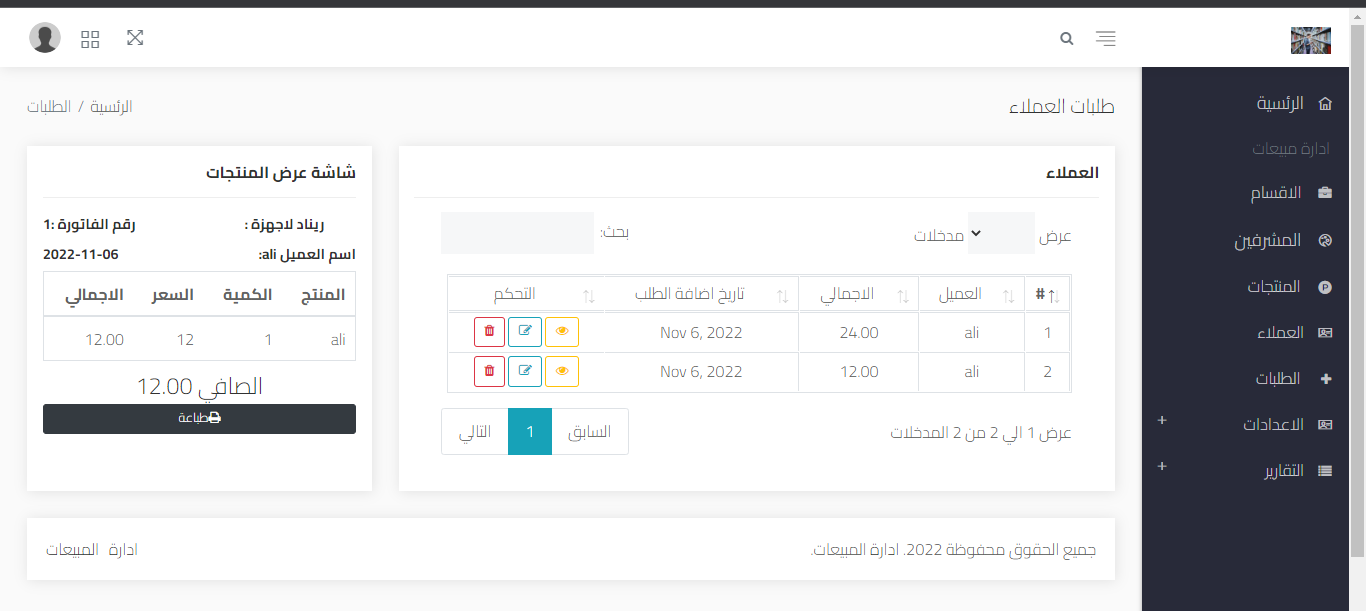 الرئسية
ادارة مبيعات
الاقسام
المشرفين
المنتجات
العملاء
الطلبات
الاعدادات +
التقارير +
طلبات العملاء
الرئسية / الطلبات
العملاء
عرض مدخلات
بحث:
# العميل الاجمالي تاريخ اضافة الطلب التحكم
1 ali 24.00 Nov 6, 2022
2 ali 12.00 Nov 6, 2022
عرض 1 الي 2 من 2 المدخلات
السابق 1 التالي
شاشة عرض المنتجات
ريناد لاجهزة : رقم الفاتورة :1
اسم العميل ali: 2022-11-06
المنتج الكمية السعر الاجمالي
ali 1 12 12.00
الصافي 12.00
طباعة
جميع الحقوق محفوظة 2022. ادارة المبيعات.
ادارة المبيعات